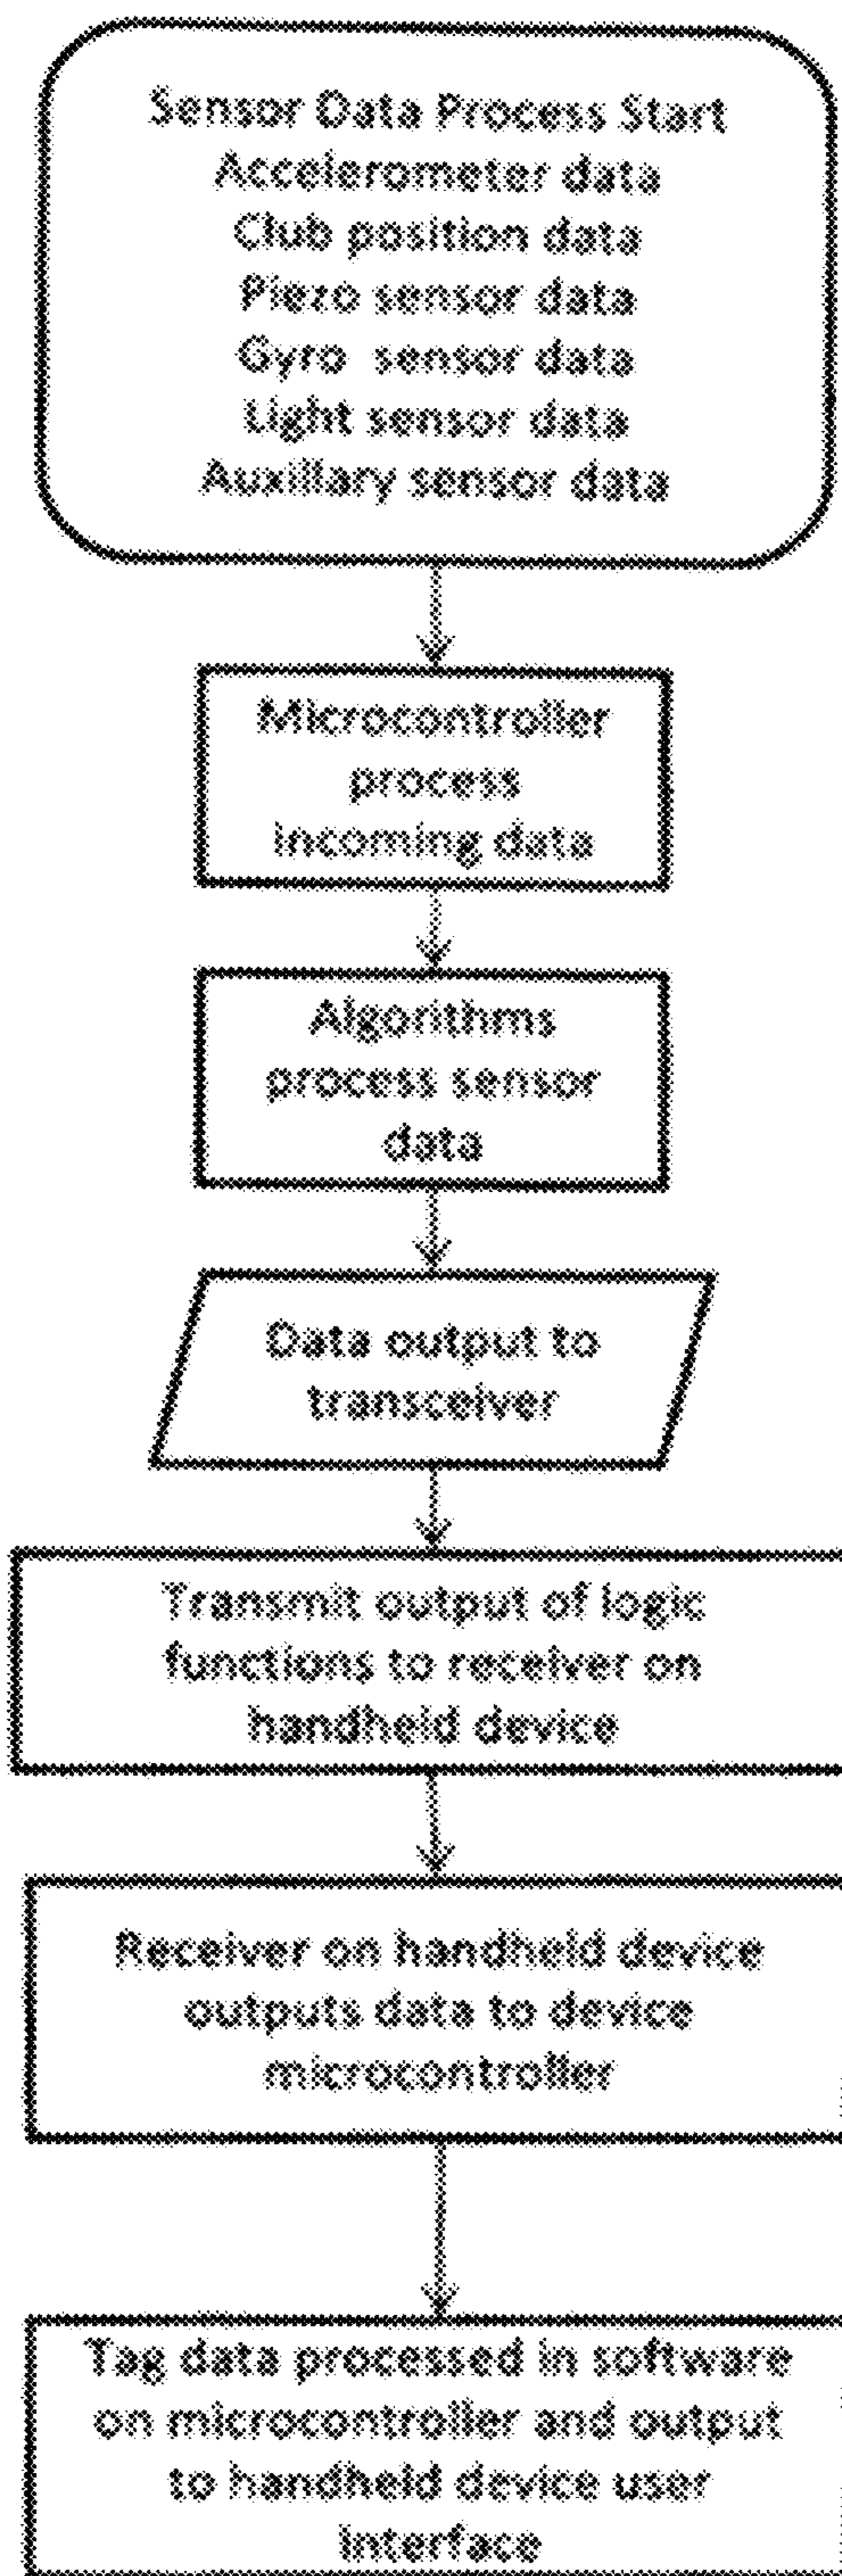 Sensor Data Process Start
Accelerometer data
Club position data
Piezo sensor data
Gyro sensor data
Light sensor data
Auxillary sensor data
Microcontroller
process
incoming data
Algorithms
process sensor
data
Data output to
transceiver
Transmit output of logic
functions to receiver on
handheld device
Receiver on handheld device
outputs data to device
microcontroller
Tag data processed in software
on microcontroller and output
to handheld device user
interface